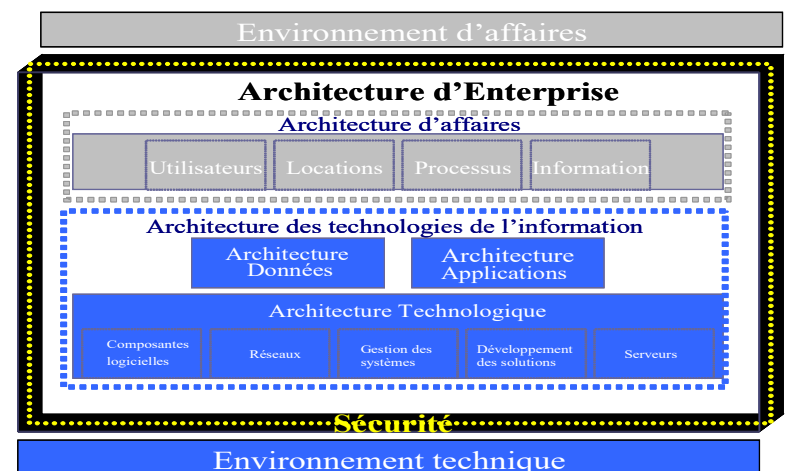 Environnement d'affaires
Architecture d'Enterprise
Architecture d'affaires
Utilisateurs
Locations
Processus
Information
Architecture des technologies de l'information
Architecture
Données
Architecture
Applications
Architecture Technologique
Composantes
logicielles
Réseaux
Gestion des
systèmes
Développement
des solutions
Serveurs
Sécurité
Environnement technique